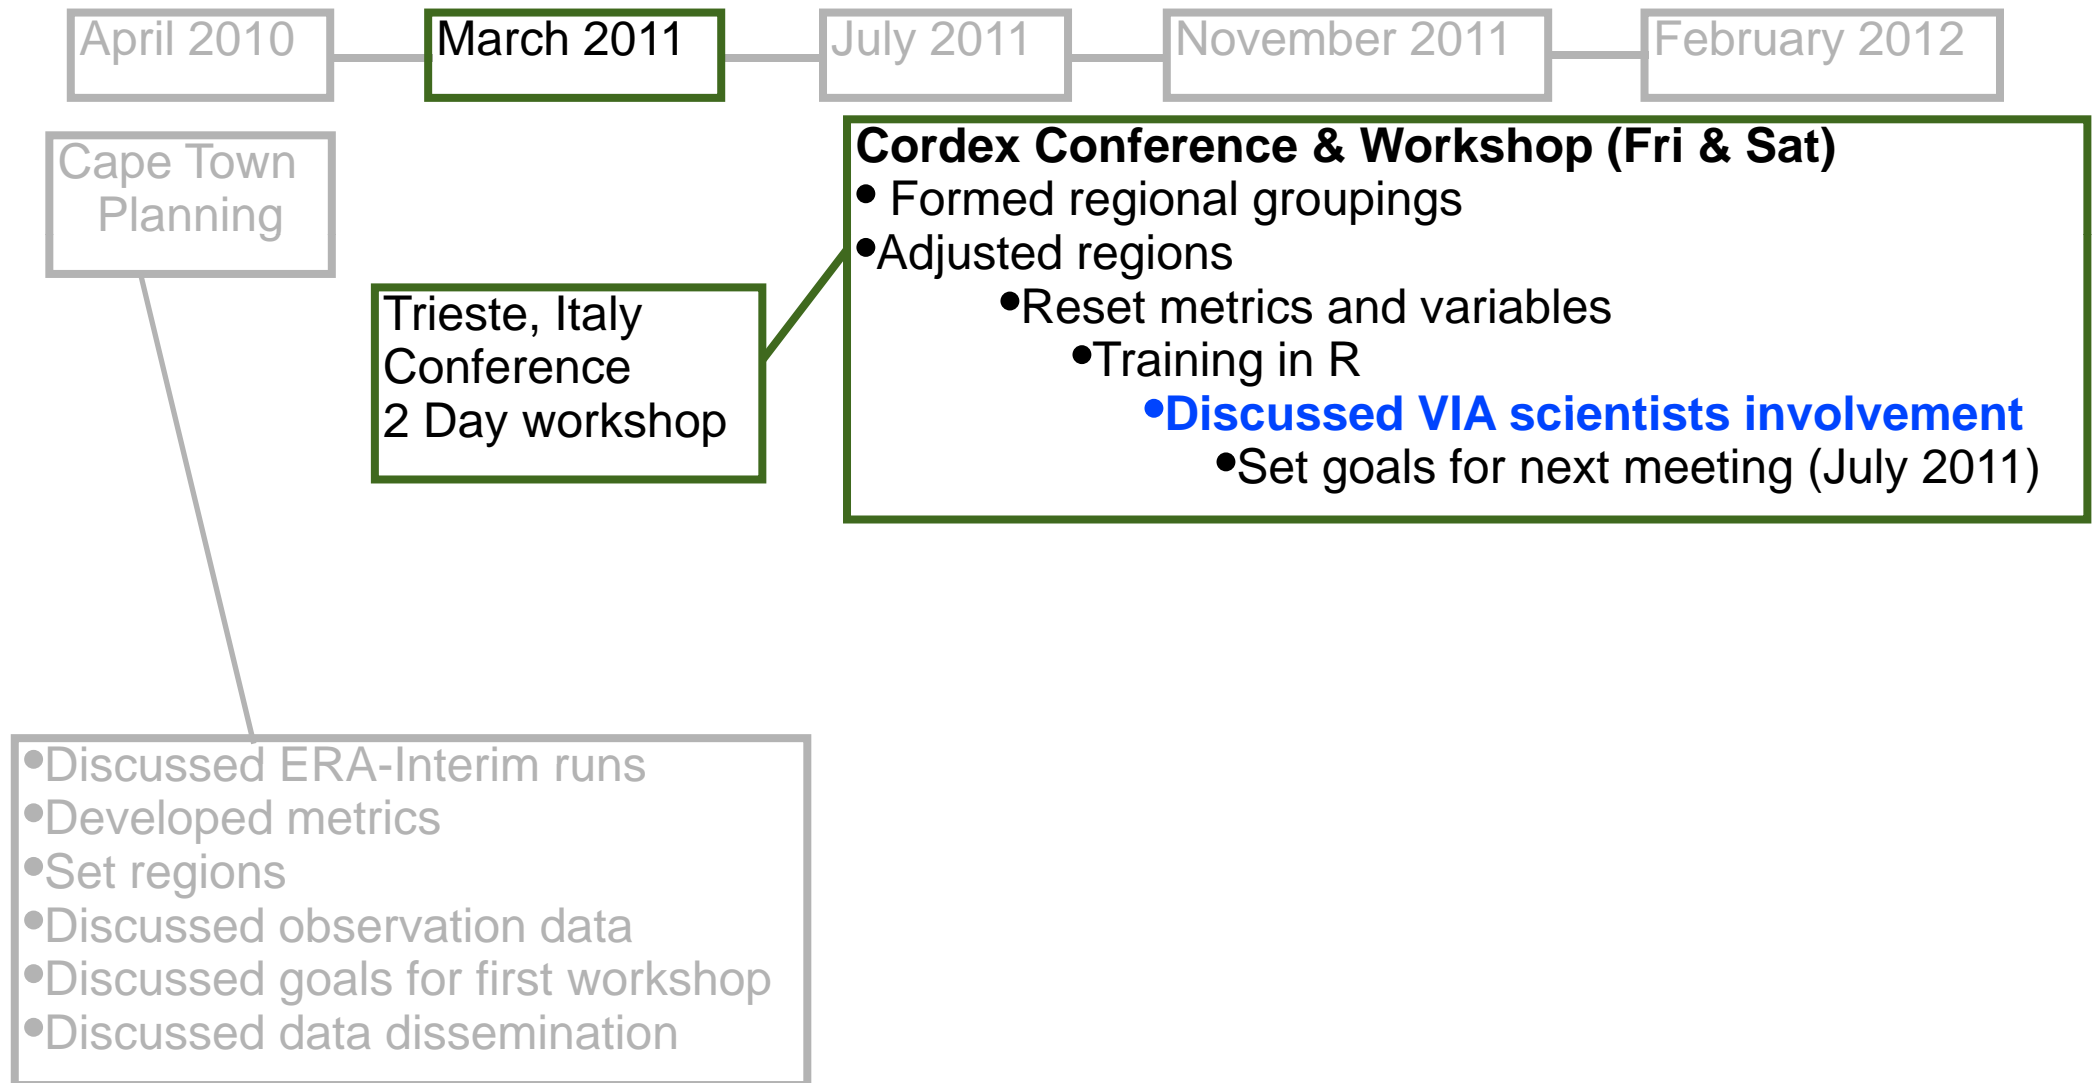 April 2010
March 2011
July 2011
November 2011
February 2012
Cape Town
Planning
Trieste, Italy
Conference
2 Day workshop
Cordex Conference & Workshop (Fri & Sat)
• Formed regional groupings
•Adjusted regions
•Reset metrics and variables
•Training in R
•Discussed VIA scientists involvement
•Set goals for next meeting (July 2011)
•Discussed ERA-Interim runs
•Developed metrics
•Set regions
•Discussed observation data
•Discussed goals for first workshop
•Discussed data dissemination